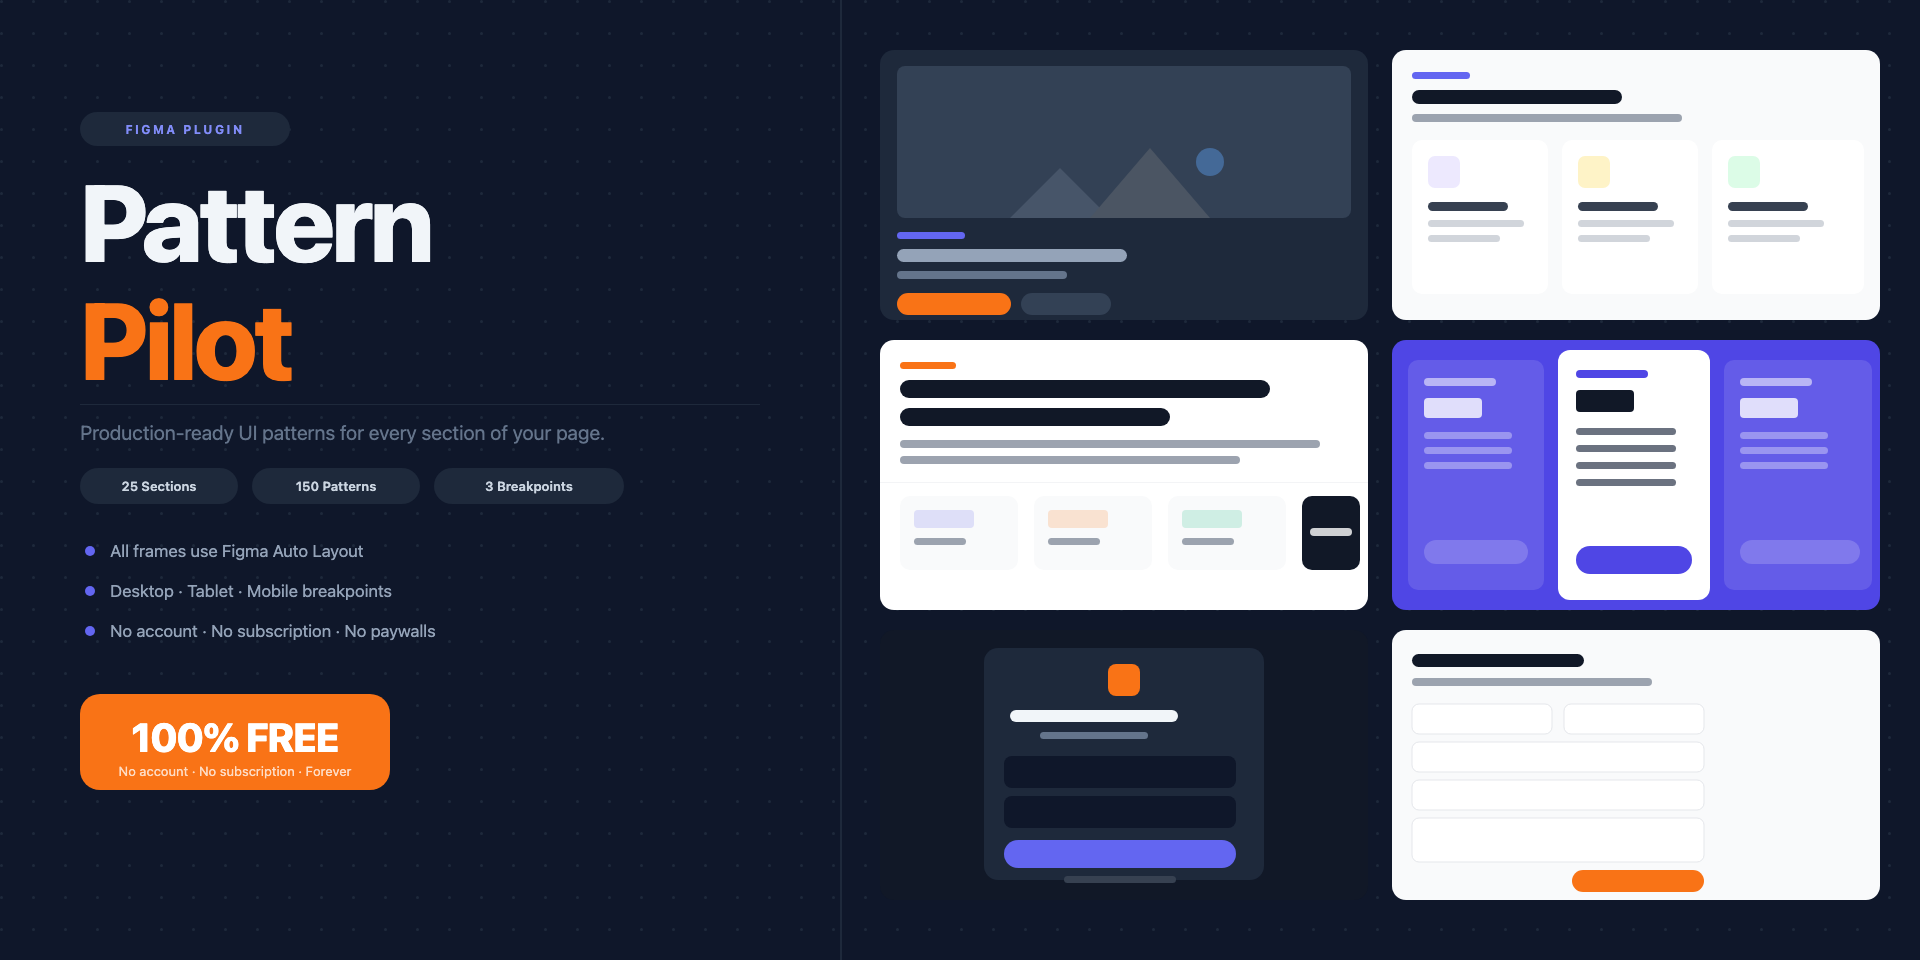 FIGMA PLUGIN
Pattern
Pilot
Production-ready UI patterns for every section of your page.
25 Sections
150 Patterns
3 Breakpoints
All frames use Figma Auto Layout
Desktop · Tablet · Mobile breakpoints
No account · No subscription · No paywalls
100% FREE
No account · No subscription · Forever